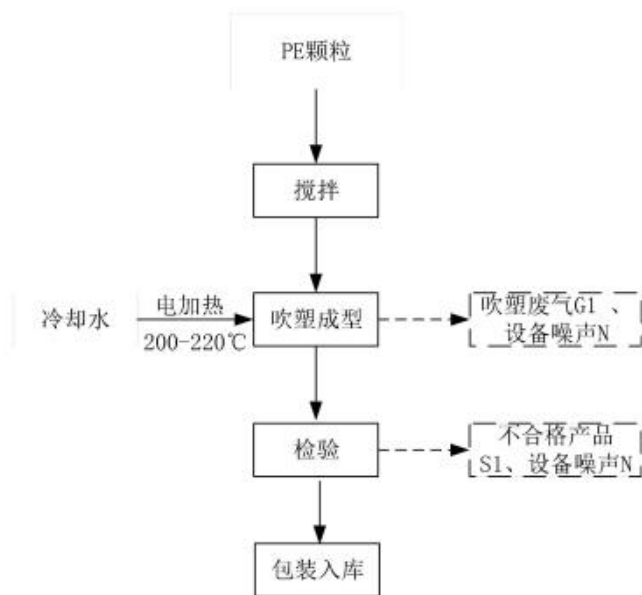 PE颗粒
搅拌
冷却水
电加热
200-220℃
吹塑成型
吹塑废气G1 、
设备噪声N
检验
不合格产品
S1、设备噪声N
包装入库